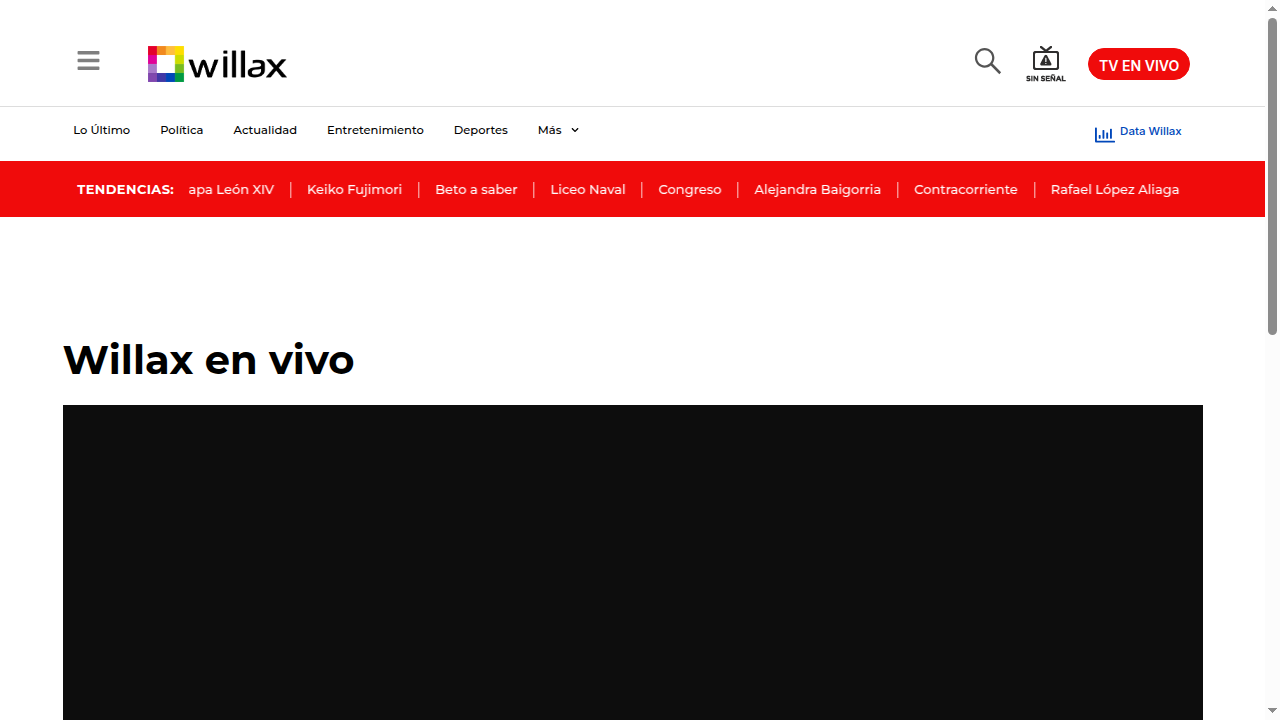 willax
SIN SEÑAL
TV EN VIVO
Lo Último Política Actualidad Entretenimiento Deportes Más
Data Willax
TENDENCIAS: apa León XIV Keiko Fujimori Beto a saber Liceo Naval Congreso Alejandra Baigorria Contracorriente Rafael López Aliaga
Willax en vivo